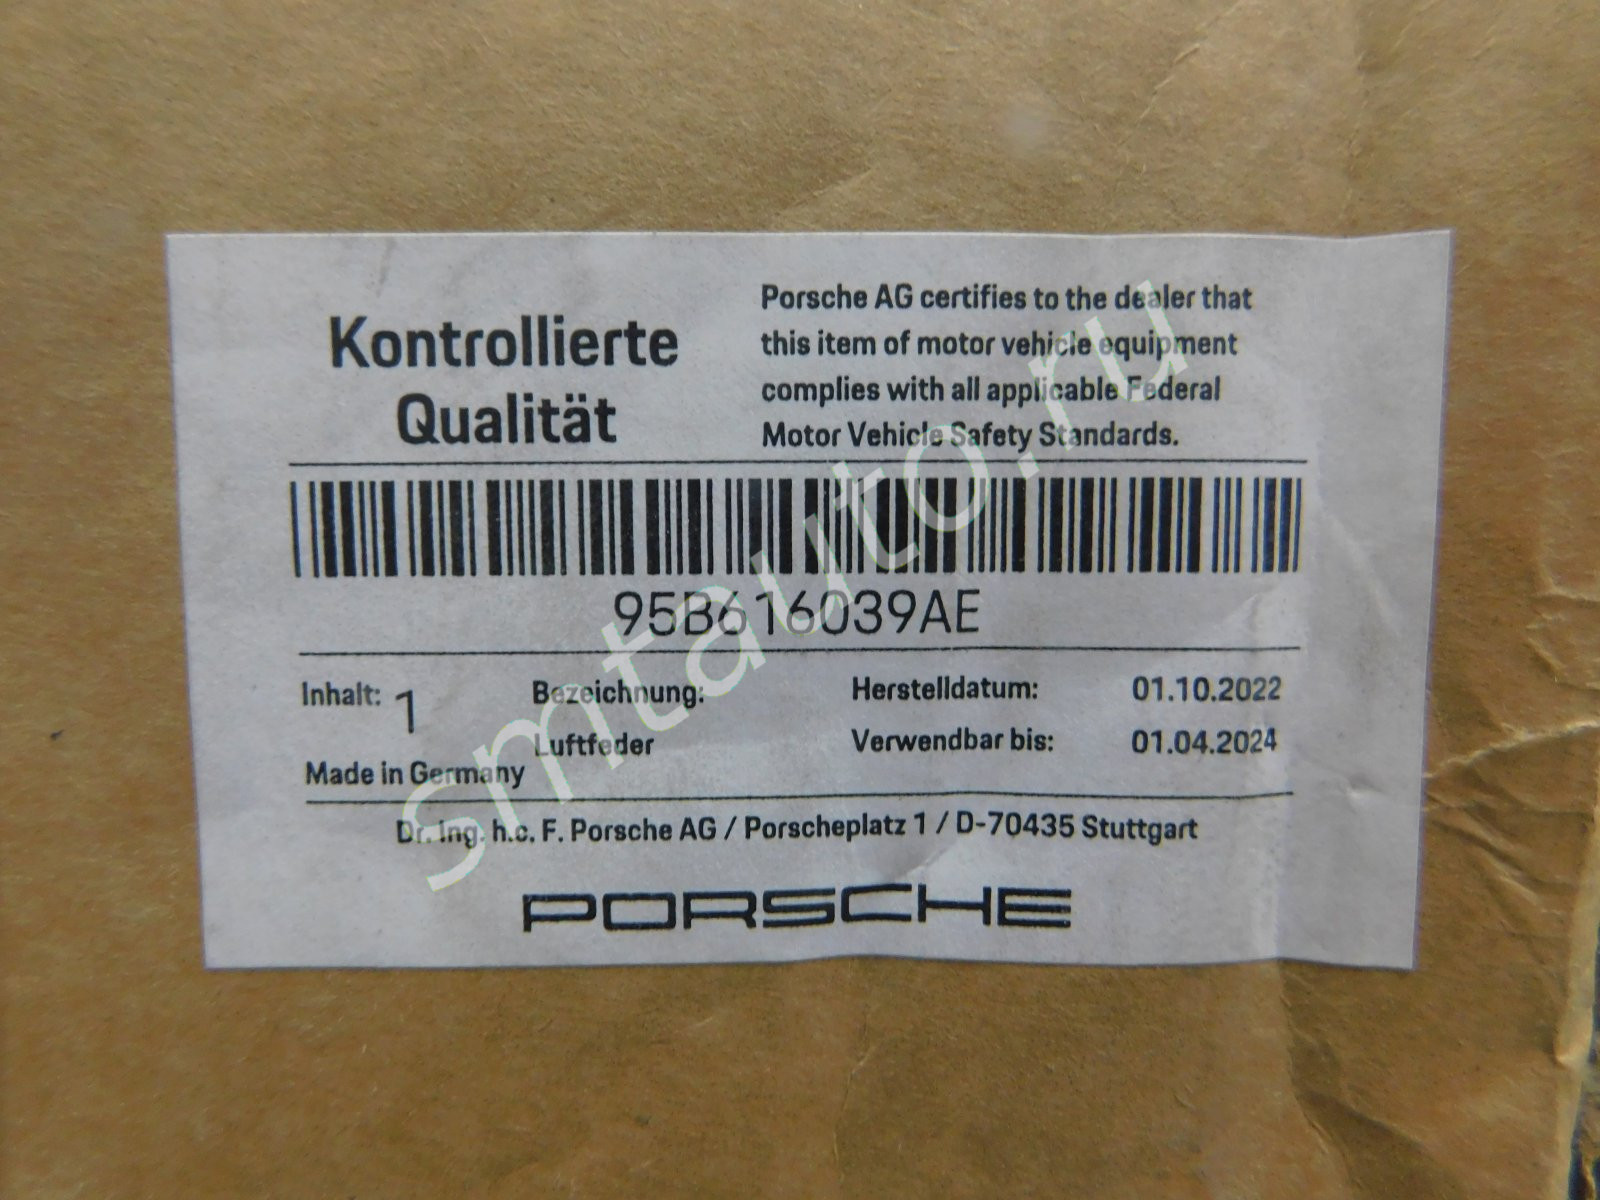 Kontrollierte
Qualität
Porsche AG certifies to the dealer that
this item of motor vehicle equipment
complies with all applicable Federal
Motor Vehicle Safety Standards.
95B616039AE
Inhalt: 1
Made in Germany
Bezeichnung:
Luftfeder
Herstelldatum: 01.10.2022
Verwendbar bis: 01.04.2024
Dr. Ing. h.c. F. Porsche AG / Porscheplatz 1 / D-70435 Stuttgart
PORSCHE
smtauto.ru